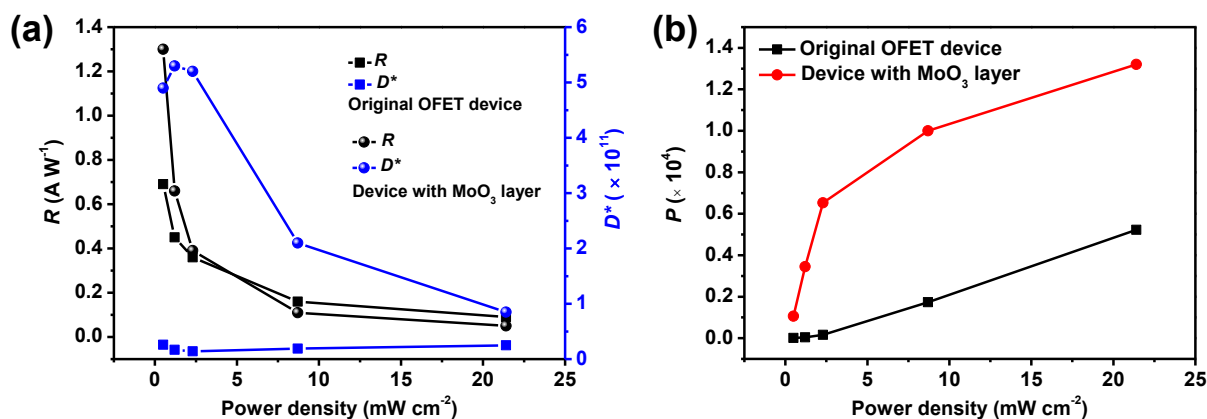 (a)
1.4
1.2
1.0
0.8
0.6
0.4
0.2
0.0
R (A W⁻¹)
R
D*
Original OFET device
R
D*
Device with MoO₃ layer
6
5
4
3
2
1
0
D* (× 10¹¹)
0 5 10 15 20 25
Power density (mW cm⁻²)
(b)
1.4
1.2
1.0
0.8
0.6
0.4
0.2
0.0
P (× 10⁴)
Original OFET device
Device with MoO₃ layer
0 5 10 15 20 25
Power density (mW cm⁻²)